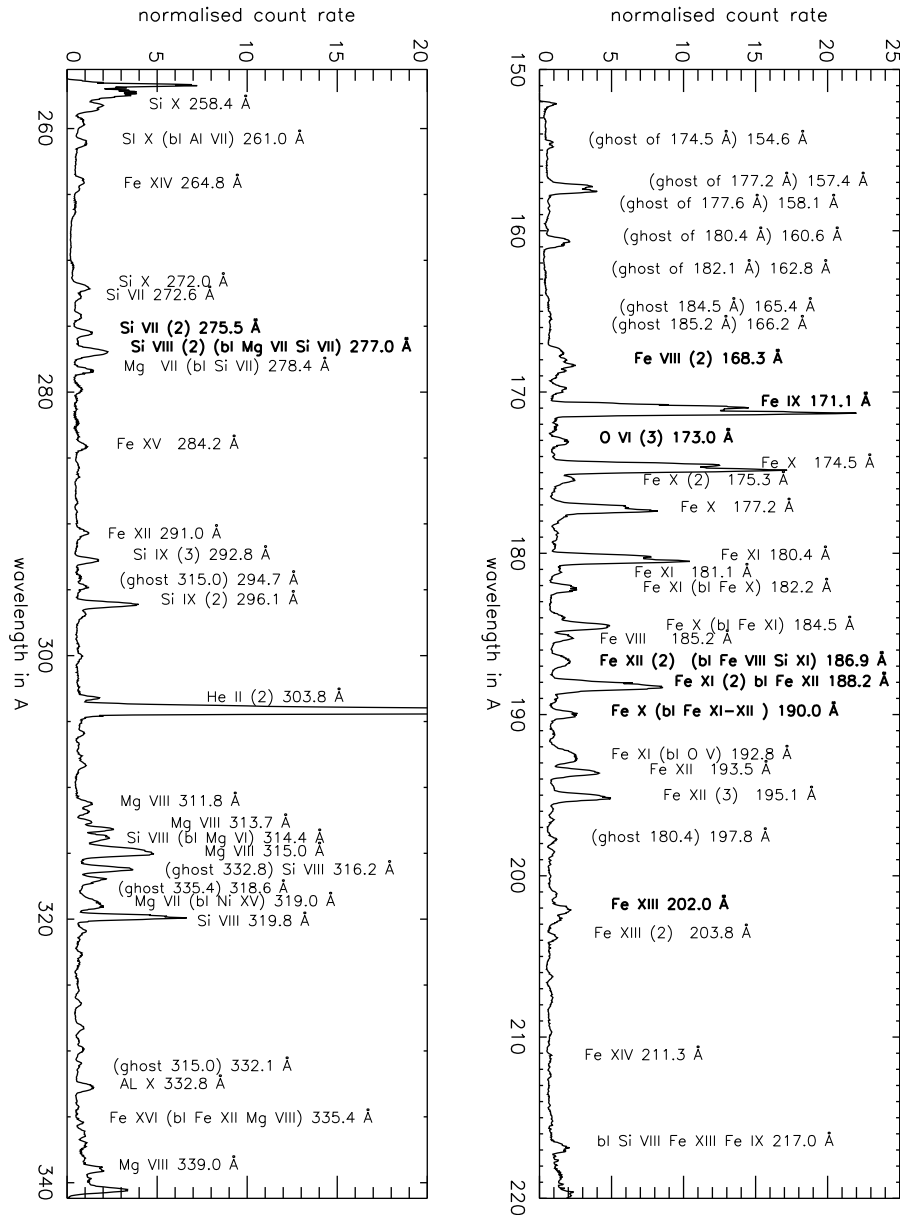 normalised count rate
0 5 10 15 20
260
280
300
320
340
wavelength in A
Si X 258.4 Å
SI X (bl Al VII) 261.0 Å
Fe XIV 264.8 Å
Si X 272.0 Å
Si VII 272.6 Å
Si VII (2) 275.5 Å
Si VIII (2) (bl Mg VII Si VII) 277.0 Å
Mg VII (bl Si VII) 278.4 Å
Fe XV 284.2 Å
Fe XII 291.0 Å
Si IX (3) 292.8 Å
(ghost 315.0) 294.7 Å
Si IX (2) 296.1 Å
He II (2) 303.8 Å
Mg VIII 311.8 Å
Mg VIII 313.7 Å
Si VIII (bl Mg VI) 314.4 Å
Mg VIII 315.0 Å
(ghost 332.8) Si VIII 316.2 Å
(ghost 335.4) 318.6 Å
Mg VII (bl Ni XV) 319.0 Å
Si VIII 319.8 Å
(ghost 315.0) 332.1 Å
AL X 332.8 Å
Fe XVI (bl Fe XII Mg VIII) 335.4 Å
Mg VIII 339.0 Å
normalised count rate
0 5 10 15 20 25
150
160
170
180
190
200
210
220
wavelength in A
(ghost of 174.5 Å) 154.6 Å
(ghost of 177.2 Å) 157.4 Å
(ghost of 177.6 Å) 158.1 Å
(ghost of 180.4 Å) 160.6 Å
(ghost of 182.1 Å) 162.8 Å
(ghost 184.5 Å) 165.4 Å
(ghost 185.2 Å) 166.2 Å
Fe VIII (2) 168.3 Å
Fe IX 171.1 Å
O VI (3) 173.0 Å
Fe X 174.5 Å
Fe X (2) 175.3 Å
Fe X 177.2 Å
Fe XI 180.4 Å
Fe XI 181.1 Å
Fe XI (bl Fe X) 182.2 Å
Fe X (bl Fe XI) 184.5 Å
Fe VIII 185.2 Å
Fe XII (2) (bl Fe VIII Si XI) 186.9 Å
Fe XI (2) bl Fe XII 188.2 Å
Fe X (bl Fe XI-XII ) 190.0 Å
Fe XI (bl O V) 192.8 Å
Fe XII 193.5 Å
Fe XII (3) 195.1 Å
(ghost 180.4) 197.8 Å
Fe XIII 202.0 Å
Fe XIII (2) 203.8 Å
Fe XIV 211.3 Å
bl Si VIII Fe XIII Fe IX 217.0 Å